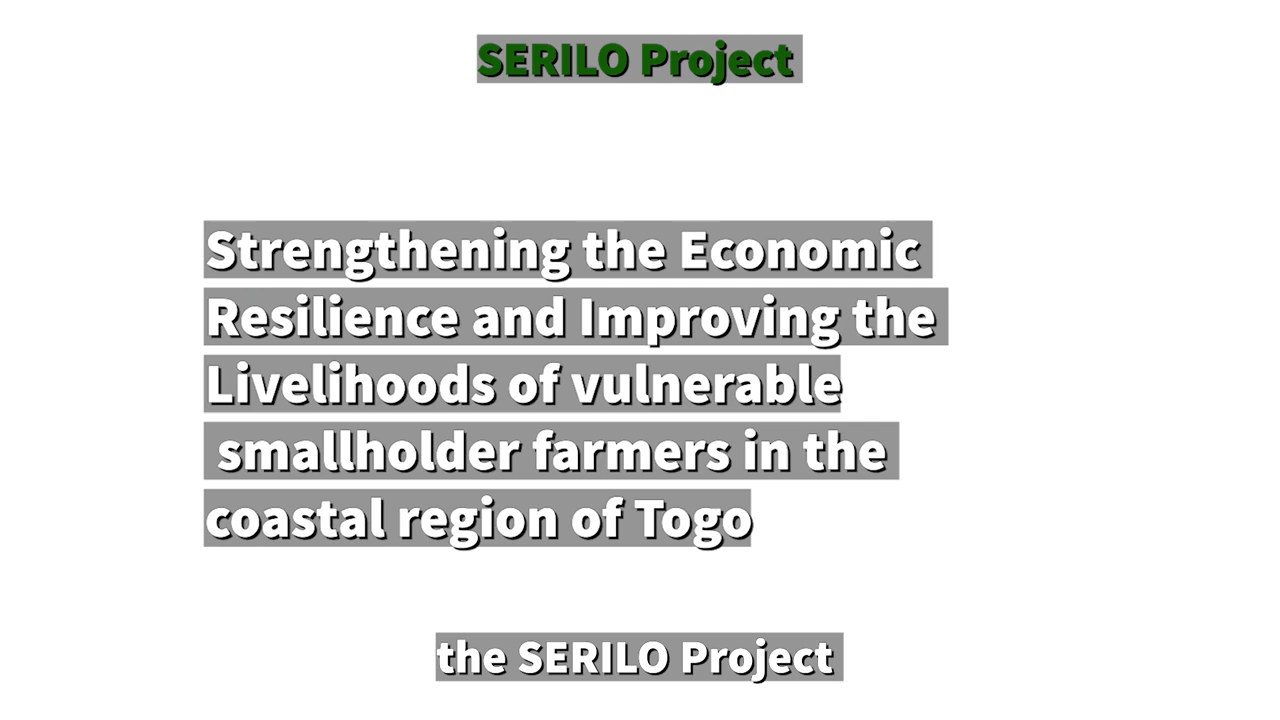 SERILO Project
Strengthening the Economic
Resilience and Improving the
Livelihoods of vulnerable
smallholder farmers in the
coastal region of Togo
the SERILO Project